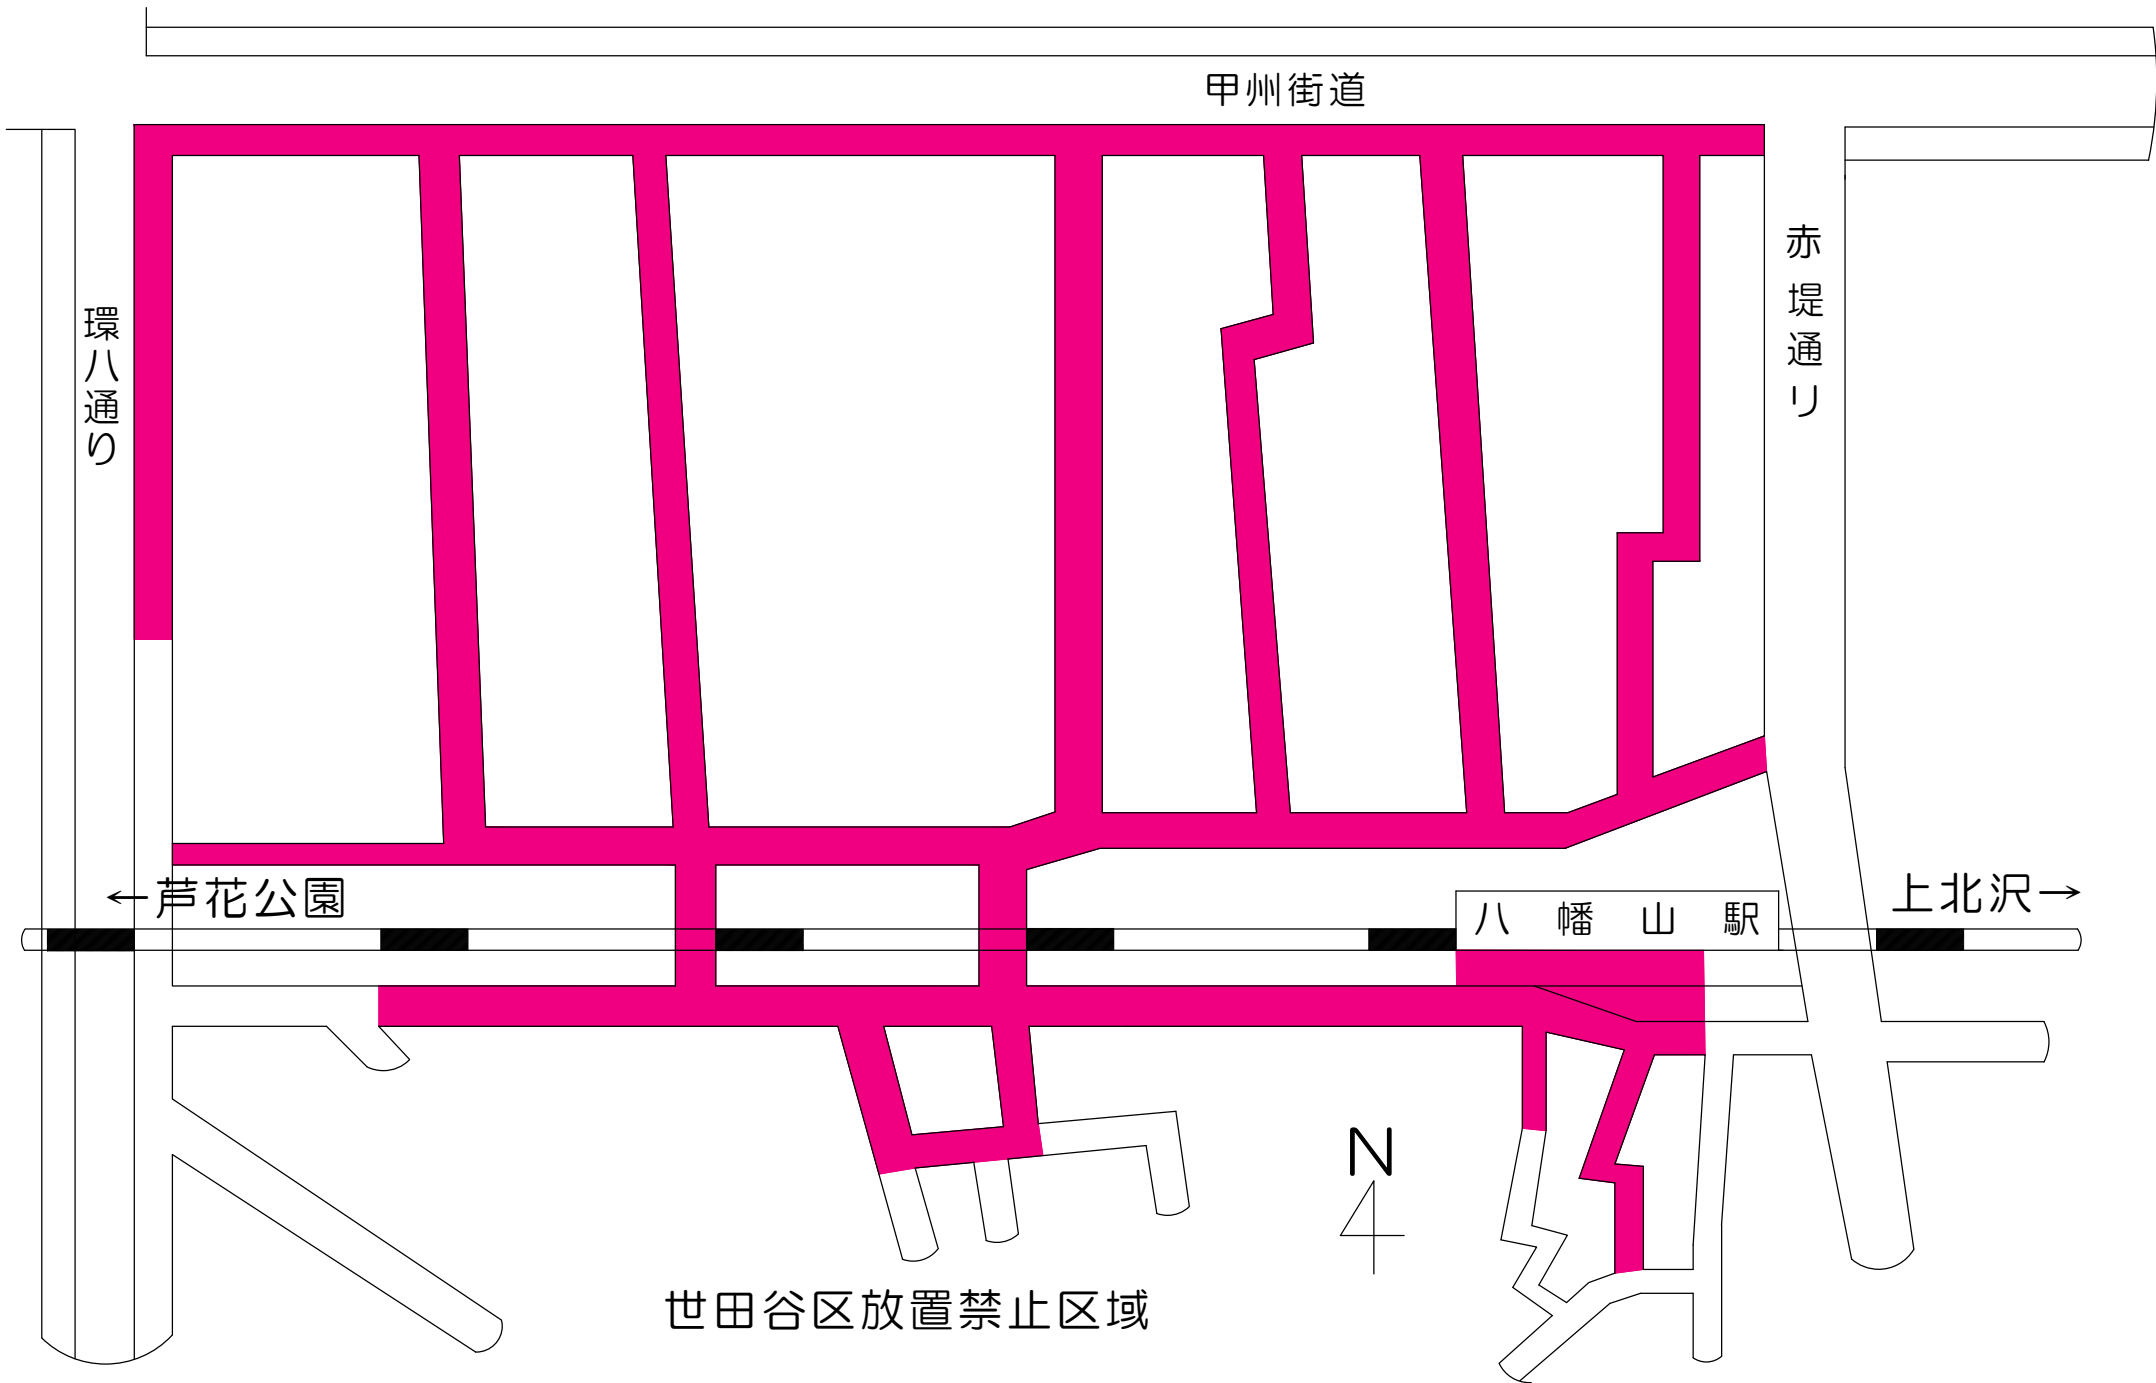 甲州街道
環八通り
赤堤通り
←芦花公園
八幡山駅
上北沢→
N
世田谷区放置禁止区域